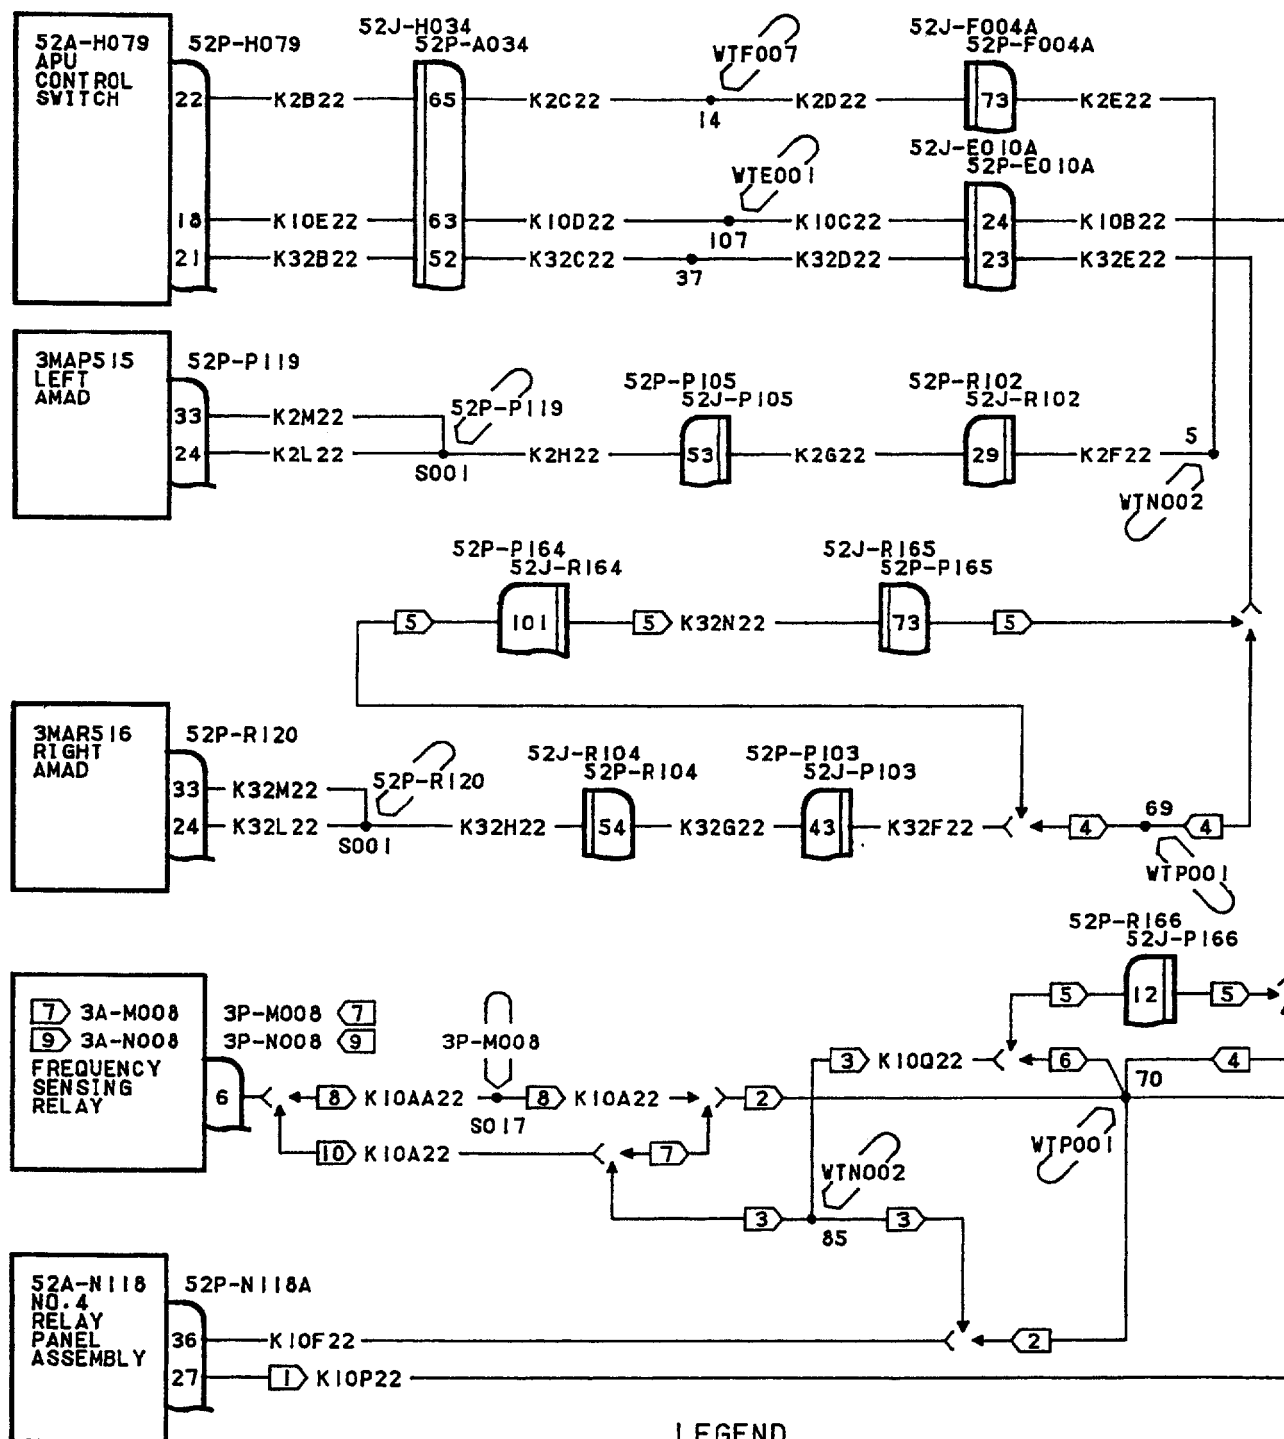 52A-H079 52P-H079
APU
CONTROL
SWITCH
52J-H034
52P-A034
WTF007
52J-F004A
52P-F004A
22 K2B22 65 K2C22 14 K2D22 73 K2E22
WTE001
52J-E010A
52P-E010A
18 K10E22 63 K10D22 107 K10C22 24 K10B22
21 K32B22 52 K32C22 37 K32D22 23 K32E22
3MAP515 52P-P119
LEFT
AMAD
52P-P119
52P-P105
52J-P105
52P-R102
52J-R102
33 K2M22
24 K2L22 S001 K2H22 53 K2G22 29 K2F22 5
WTN002
52P-P164
52J-R164
52J-R165
52P-P165
5 101 5 K32N22 73 5
3MAR516 52P-R120
RIGHT
AMAD
52P-R120
52J-R104
52P-R104
52P-P103
52J-P103
33 K32M22
24 K32L22 S001 K32H22 54 K32G22 43 K32F22 4 69 4
WTP001
52P-R166
52J-P166
5 12 5
7 3A-M008 3P-M008 7
9 3A-N008 3P-N008 9
FREQUENCY
SENSING
RELAY
3P-M008
3 K10Q22 6 70 4
6 8 K10AA22 S017 8 K10A22 2
10 K10A22 7
WTP001
WTN002
3 85 3
52A-N118 52P-N118A
NO.4
RELAY
PANEL
ASSEMBLY
36 K10F22 2
27 1 K10P22
LEGEND